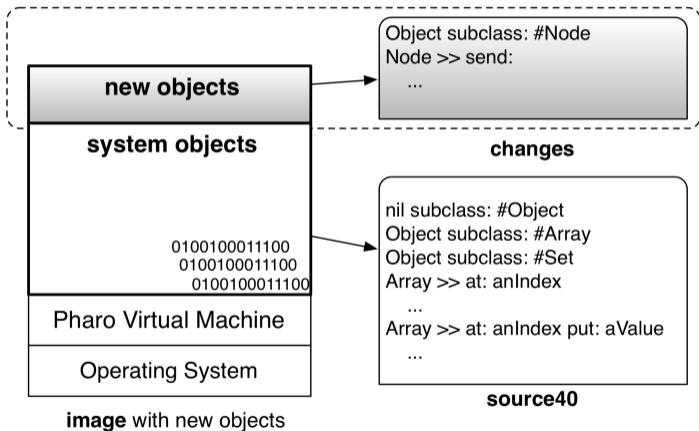 new objects
system objects
0100100011100
0100100011100
0100100011100
Pharo Virtual Machine
Operating System
image with new objects
Object subclass: #Node
Node >> send:
...
changes
nil subclass: #Object
Object subclass: #Array
Object subclass: #Set
Array >> at: anIndex
...
Array >> at: anIndex put: aValue
...
source40